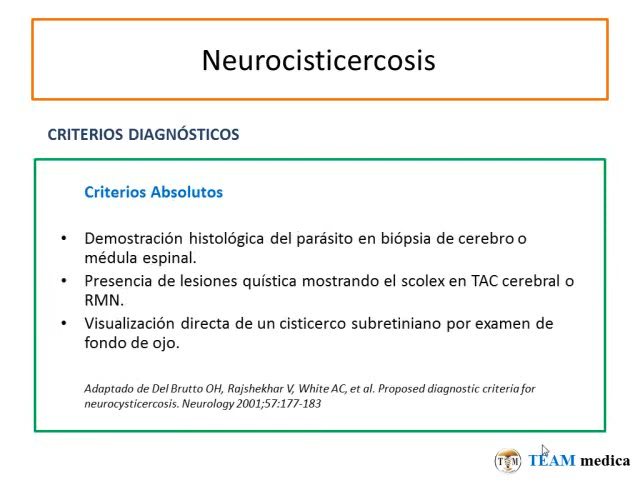 Neurocisticercosis
CRITERIOS DIAGNÓSTICOS
Criterios Absolutos
• Demostración histológica del parásito en biópsia de cerebro o
médula espinal.
• Presencia de lesiones quística mostrando el scolex en TAC cerebral o
RMN.
• Visualización directa de un cisticerco subretiniano por examen de
fondo de ojo.
Adaptado de Del Brutto OH, Rajshekhar V, White AC, et al. Proposed diagnostic criteria for
neurocysticercosis. Neurology 2001;57:177-183
TEAM medica